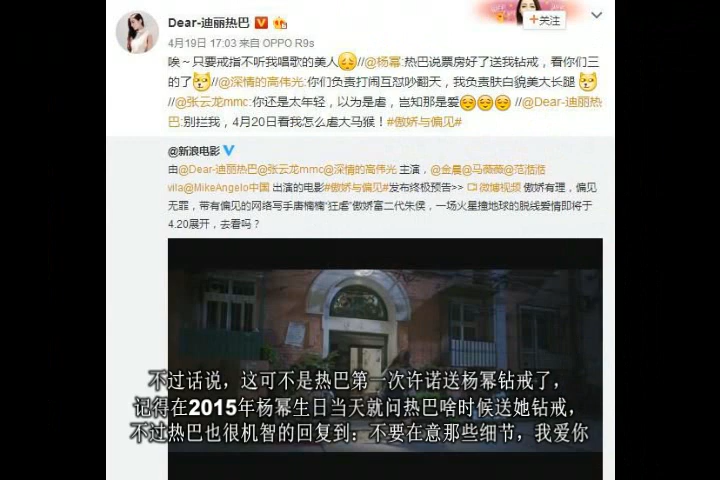 Dear-迪丽热巴
+关注
4月19日 17:03 来自 OPPO R9s
唉～只要戒指不听我唱歌的美人//@杨幂:热巴说票房好了送我钻戒，看你们三
的了//@深情的高伟光:你们负责打闹互怼吵翻天，我负责肤白貌美大长腿
//@张云龙mmc:你还是太年轻，以为是虐，岂知那是爱 //@Dear-迪丽热
巴:别拦我，4月20日看我怎么虐大马猴！#傲娇与偏见#
@新浪电影
由@Dear-迪丽热巴@张云龙mmc@深情的高伟光 主演，@金晨@马薇薇@范湉湉
vila@MikeAngelo中国 出演的电影#傲娇与偏见#发布终极预告>> 微博视频 傲娇有理，偏见
无罪，带有偏见的网络写手唐楠楠“狂虐”傲娇富二代朱侯，一场火星撞地球的脱线爱情即将于
4.20展开，去看吗？
不过话说，这可不是热巴第一次许诺送杨幂钻戒了，
记得在2015年杨幂生日当天就问热巴啥时候送她钻戒，
不过热巴也很机智的回复到：不要在意那些细节，我爱你